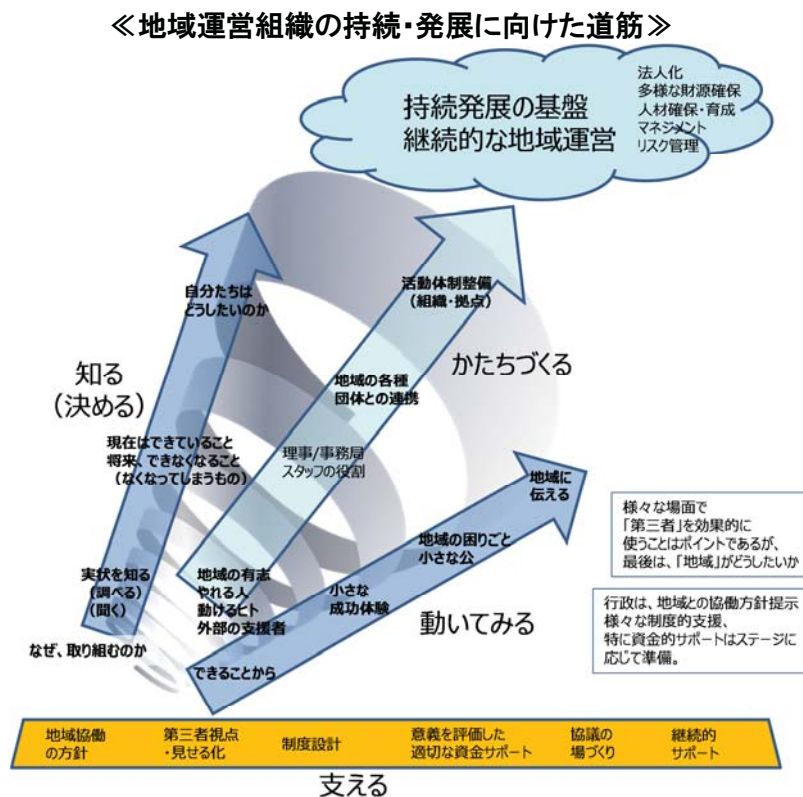 ≪地域運営組織の持続・発展に向けた道筋≫
持続発展の基盤
継続的な地域運営
法人化
多様な財源確保
人材確保・育成
マネジメント
リスク管理
自分たちは
どうしたいのか
活動体制整備
（組織・拠点）
知る
（決める）
地域の各種
団体との連携
かたちづくる
現在はできていること
将来、できなくなること
（なくなってしまうもの）
理事/事務局
スタッフの役割
地域に
伝える
様々な場面で
「第三者」を効果的に
使うことはポイントであるが、
最後は、「地域」がどうしたいか
地域の困りごと
小さな公
実状を知る
（調べる）
（聞く）
地域の有志
やれる人
動けるヒト
外部の支援者
小さな
成功体験
動いてみる
行政は、地域との協働方針提示
様々な制度的支援、
特に資金的サポートはステージに
応じて準備。
なぜ、取り組むのか
できることから
地域協働
の方針
第三者視点
・見せる化
制度設計
意義を評価した
適切な資金サポート
協議の
場づくり
継続的
サポート
支える